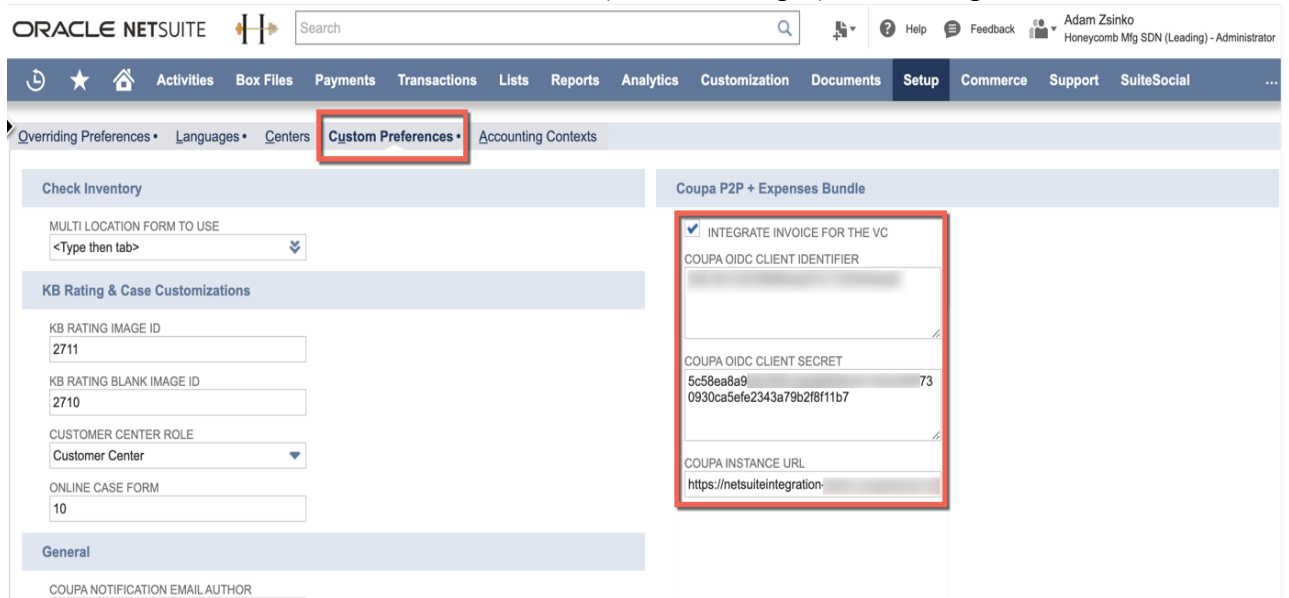 ORACLE NETSUITE
Search
Help
Feedback
Adam Zsinko
Honeycomb Mfg SDN (Leading) - Administrator
Activities Box Files Payments Transactions Lists Reports Analytics Customization Documents Setup Commerce Support SuiteSocial ...
Overriding Preferences • Languages • Centers Custom Preferences • Accounting Contexts
Check Inventory
MULTI LOCATION FORM TO USE
<Type then tab>
KB Rating & Case Customizations
KB RATING IMAGE ID
2711
KB RATING BLANK IMAGE ID
2710
CUSTOMER CENTER ROLE
Customer Center
ONLINE CASE FORM
10
General
COUPA NOTIFICATION EMAIL AUTHOR
Coupa P2P + Expenses Bundle
INTEGRATE INVOICE FOR THE VC
COUPA OIDC CLIENT IDENTIFIER
COUPA OIDC CLIENT SECRET
5c58ea8a9 73
0930ca5efe2343a79b2f8f11b7
COUPA INSTANCE URL
https://netsuiteintegration-